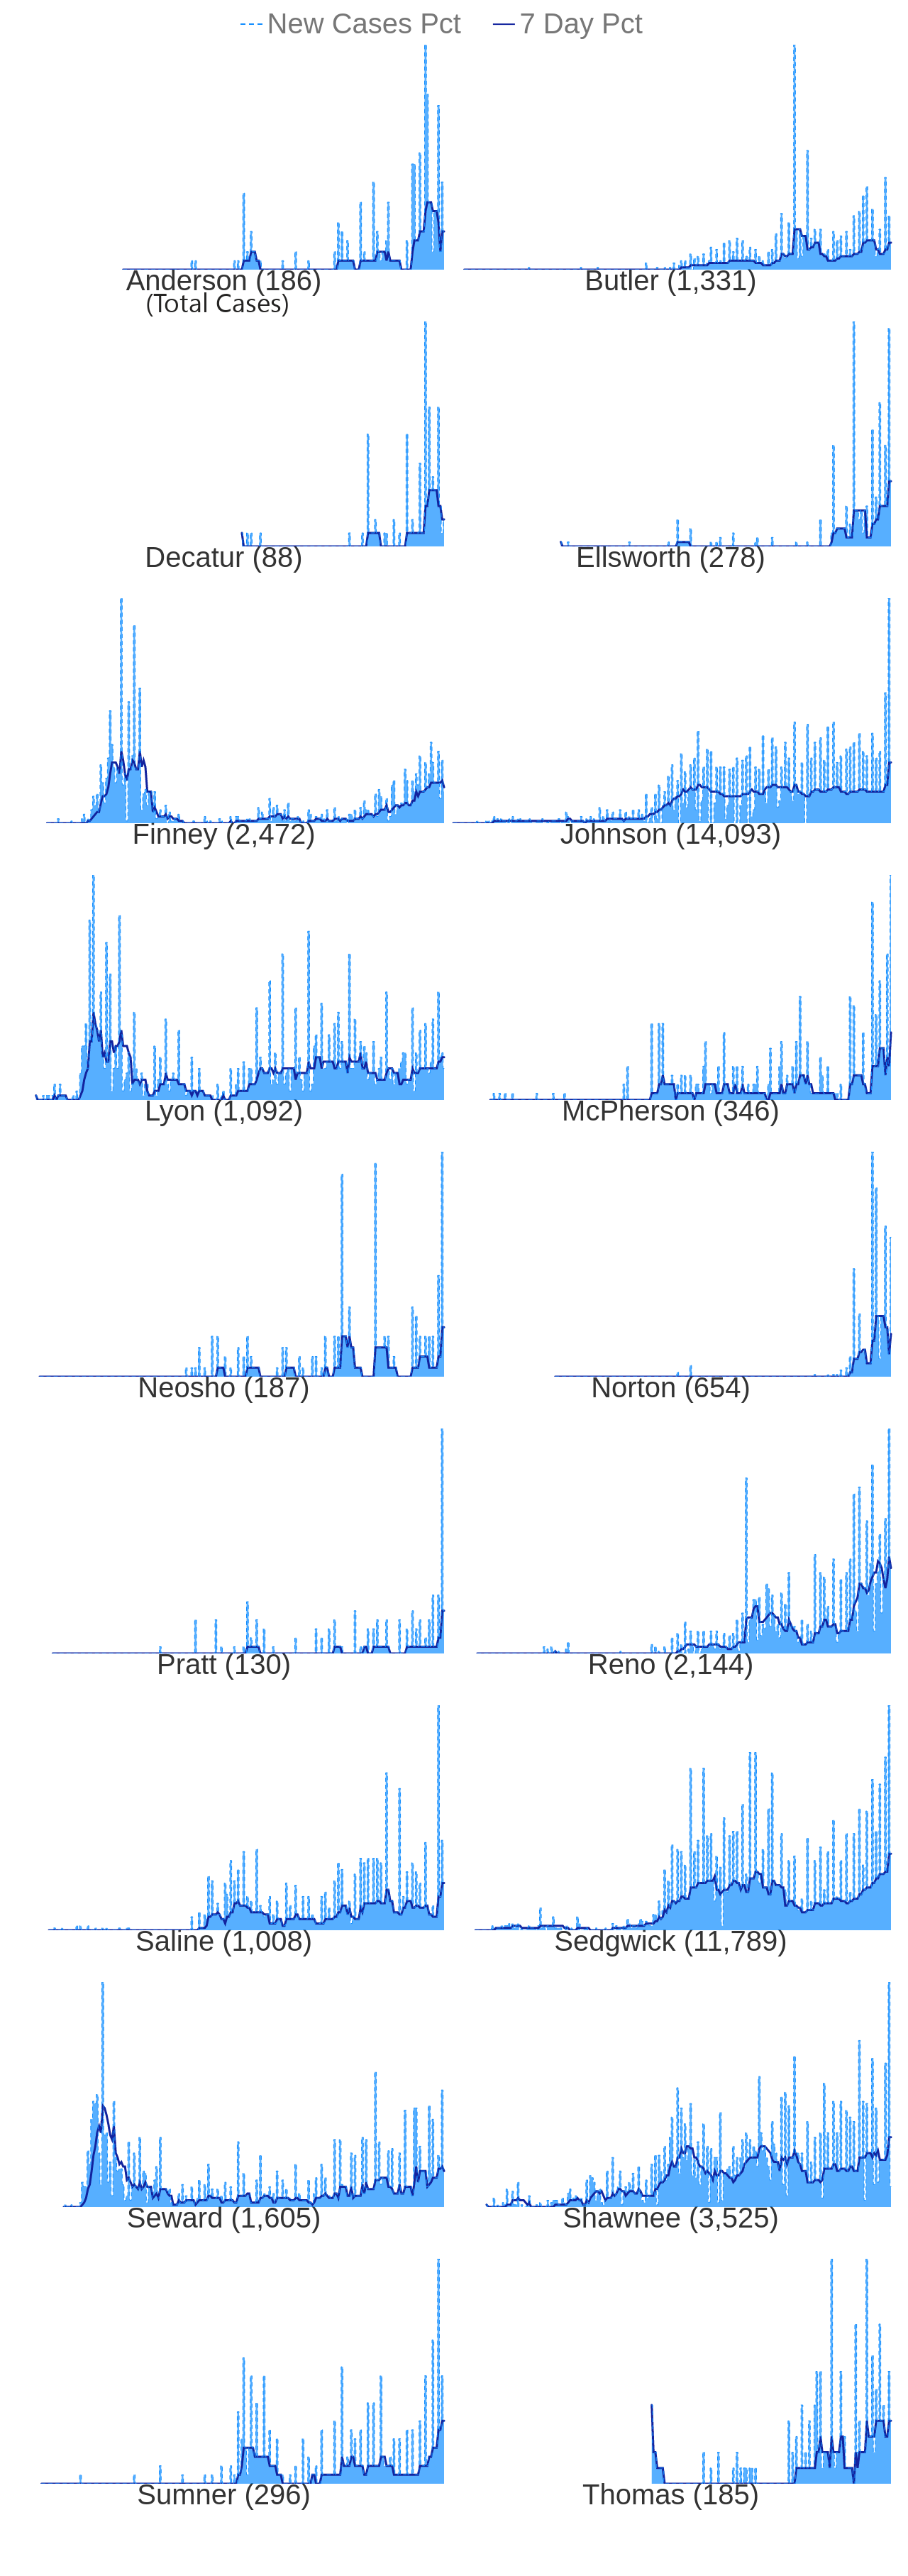 New Cases Pct 7 Day Pct
Anderson (186) Butler (1,331)
(Total Cases)
Decatur (88) Ellsworth (278)
Finney (2,472) Johnson (14,093)
Lyon (1,092) McPherson (346)
Neosho (187) Norton (654)
Pratt (130) Reno (2,144)
Saline (1,008) Sedgwick (11,789)
Seward (1,605) Shawnee (3,525)
Sumner (296) Thomas (185)